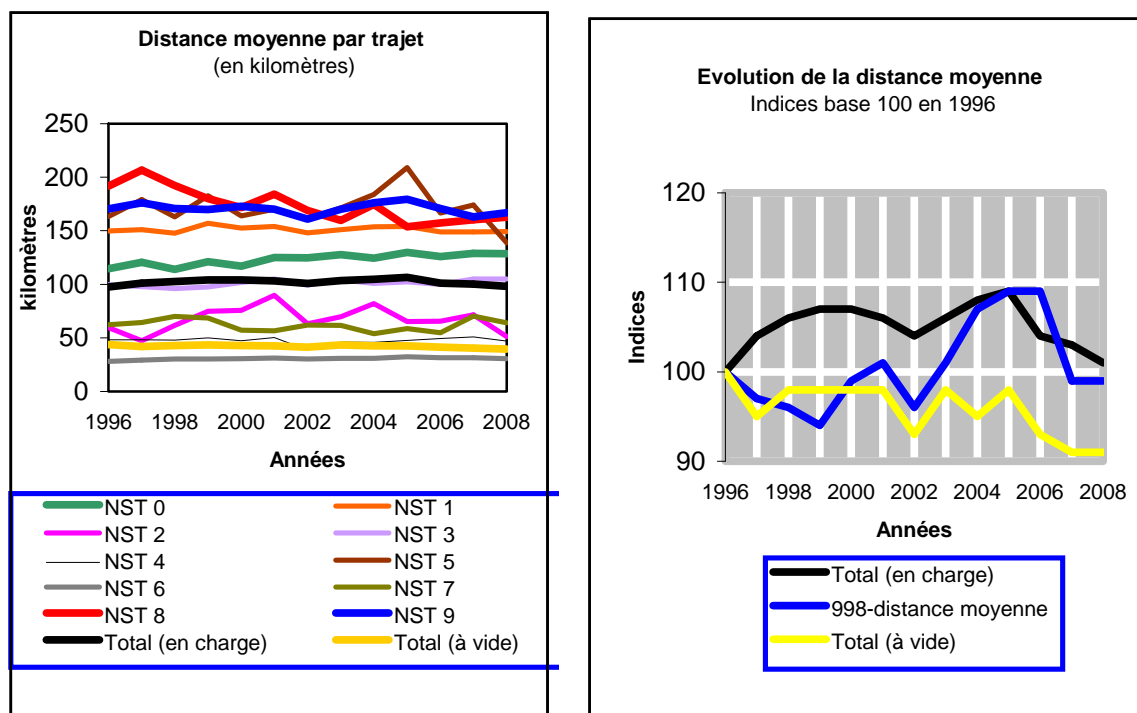 Distance moyenne par trajet
(en kilomètres)
kilomètres
250
200
150
100
50
0
1996 1998 2000 2002 2004 2006 2008
Années
NST 0 NST 1
NST 2 NST 3
NST 4 NST 5
NST 6 NST 7
NST 8 NST 9
Total (en charge) Total (à vide)
Evolution de la distance moyenne
Indices base 100 en 1996
Indices
120
110
100
90
1996 1998 2000 2002 2004 2006 2008
Années
Total (en charge)
998-distance moyenne
Total (à vide)